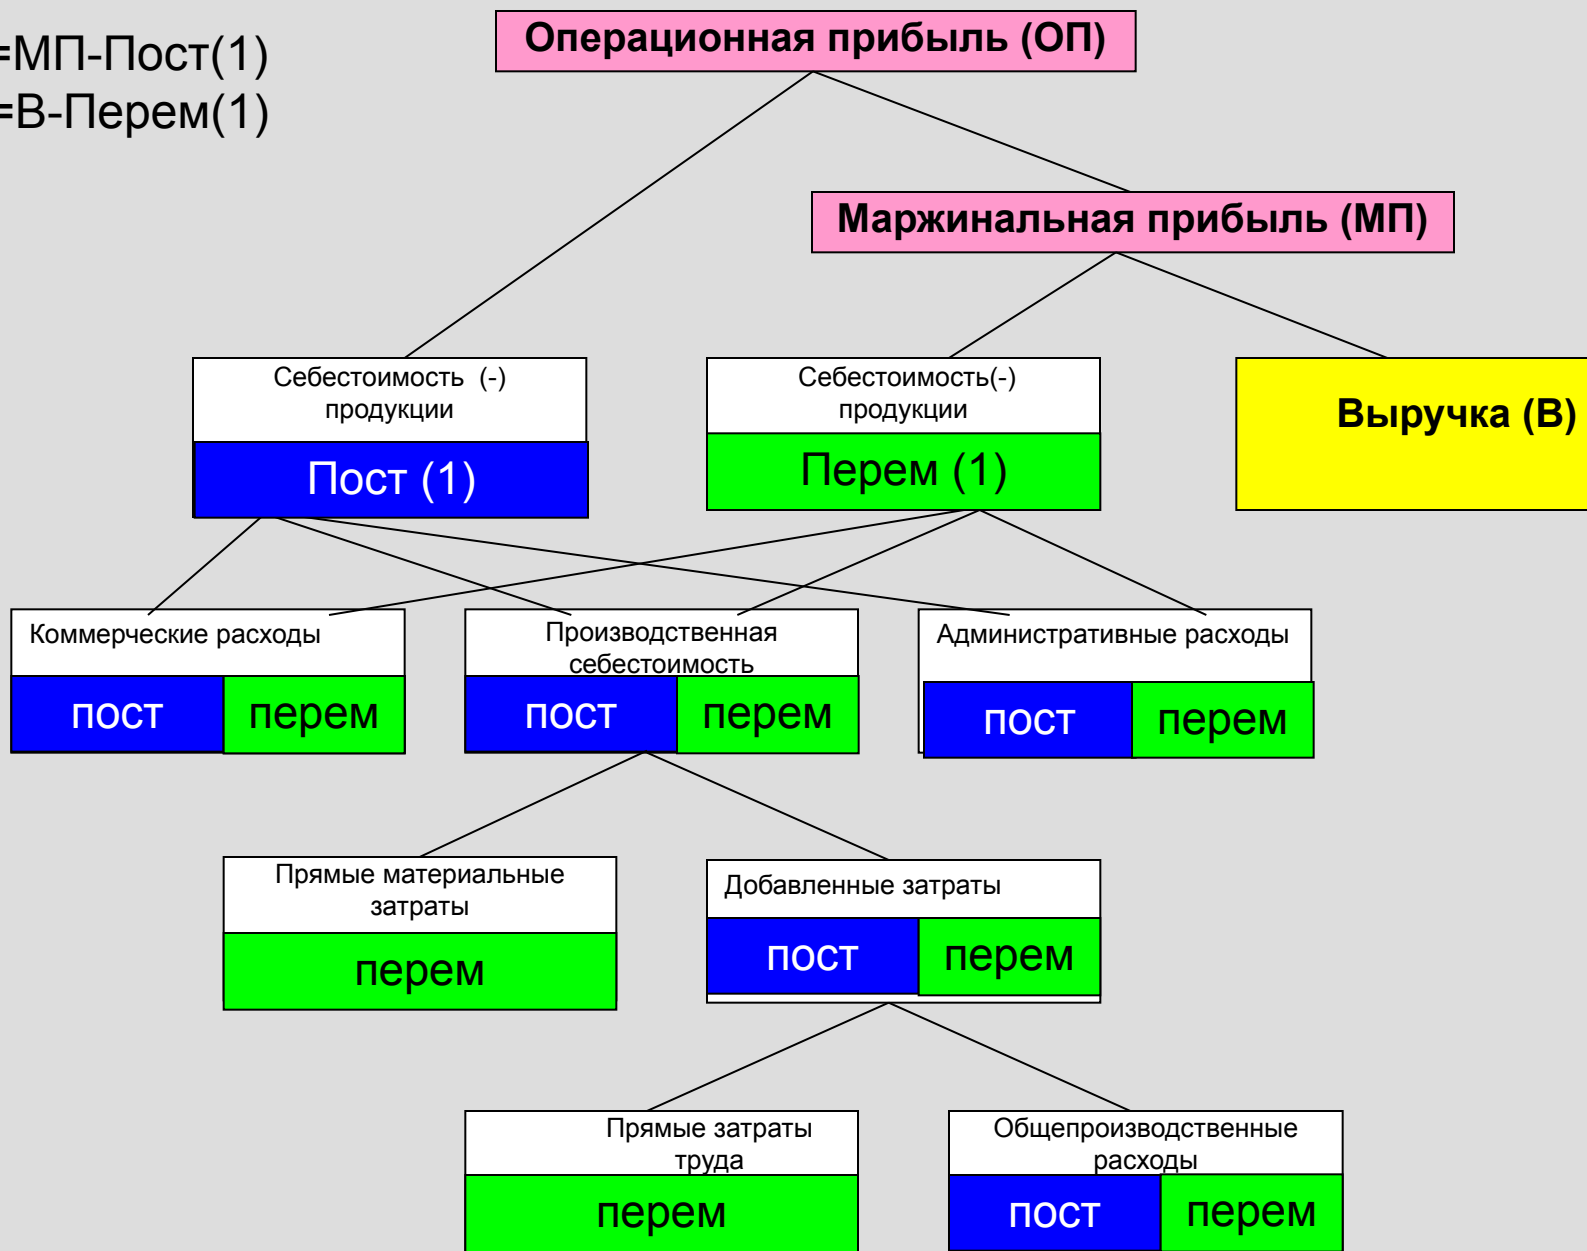 =МП-Пост(1)
=В-Перем(1)
Операционная прибыль (ОП)
Маржинальная прибыль (МП)
Себестоимость (-)
продукции
Пост (1)
Себестоимость(-)
продукции
Перем (1)
Выручка (В)
Коммерческие расходы
пост
перем
Производственная
себестоимость
пост
перем
Административные расходы
пост
перем
Прямые материальные
затраты
перем
Добавленные затраты
пост
перем
Прямые затраты
труда
перем
Общепроизводственные
расходы
пост
перем